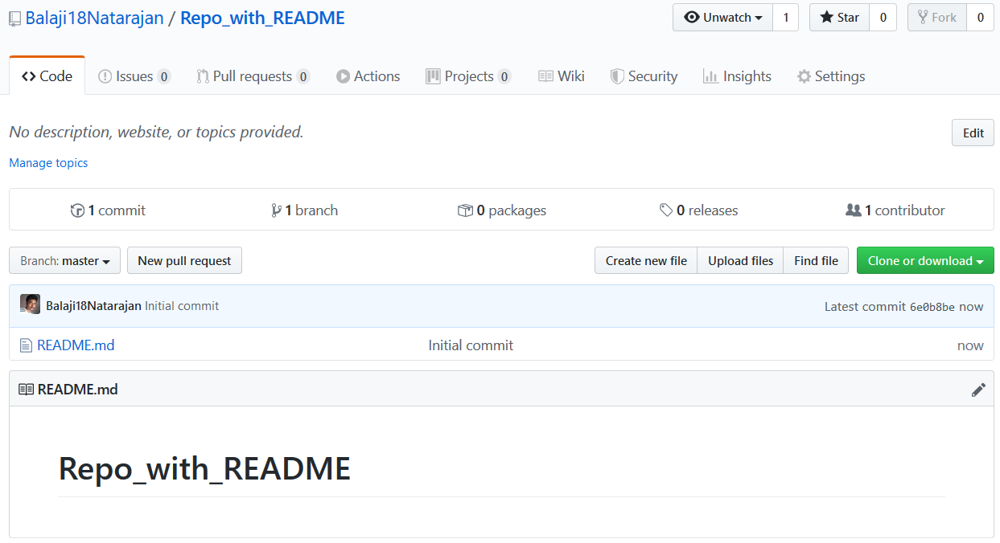 Balaji18Natarajan / Repo_with_README Unwatch 1 Star 0 Fork 0
Code Issues 0 Pull requests 0 Actions Projects 0 Wiki Security Insights Settings
No description, website, or topics provided. Edit
Manage topics
1 commit 1 branch 0 packages 0 releases 1 contributor
Branch: master New pull request Create new file Upload files Find file Clone or download
Balaji18Natarajan Initial commit Latest commit 6e0b8be now
README.md Initial commit now
README.md
Repo_with_README